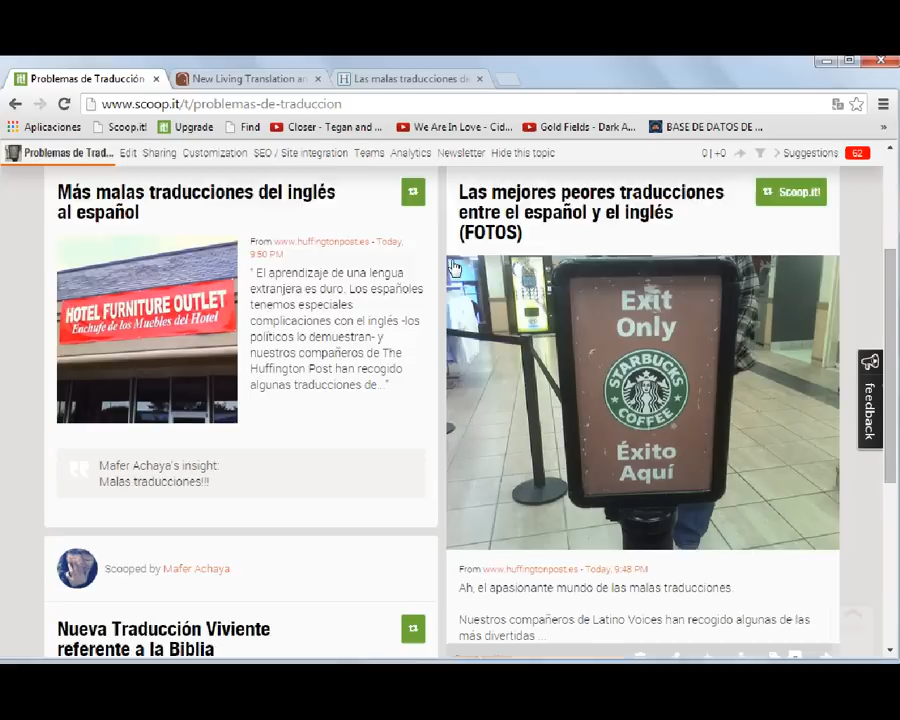 Problemas de Traducción
New Living Translation an
Las malas traducciones de
www.scoop.it/t/problemas-de-traduccion
Aplicaciones
Scoop.it!
Upgrade
Find
Closer - Tegan and ...
We Are In Love - Cid...
Gold Fields - Dark A...
BASE DE DATOS DE ...
»
Problemas de Trad...
Edit
Sharing
Customization
SEO / Site integration
Teams
Analytics
Newsletter
Hide this topic
0 | +0
Suggestions
62
Más malas traducciones del inglés
al español
From www.huffingtonpost.es - Today,
9:50 PM
HOTEL FURNITURE OUTLET
Enchufe de los Muebles del Hotel
" El aprendizaje de una lengua
extranjera es duro. Los españoles
tenemos especiales
complicaciones con el inglés -los
políticos lo demuestran- y
nuestros compañeros de The
Huffington Post han recogido
algunas traducciones de..."
Mafer Achaya's insight:
Malas traducciones!!!
Scooped by Mafer Achaya
Nueva Traducción Viviente
referente a la Biblia
Las mejores peores traducciones
entre el español y el inglés
(FOTOS)
Scoop.it!
Exit
Only
STARBUCKS
COFFEE
Éxito
Aquí
From www.huffingtonpost.es - Today, 9:48 PM
Ah, el apasionante mundo de las malas traducciones.
Nuestros compañeros de Latino Voices han recogido algunas de las
más divertidas ...
feedback